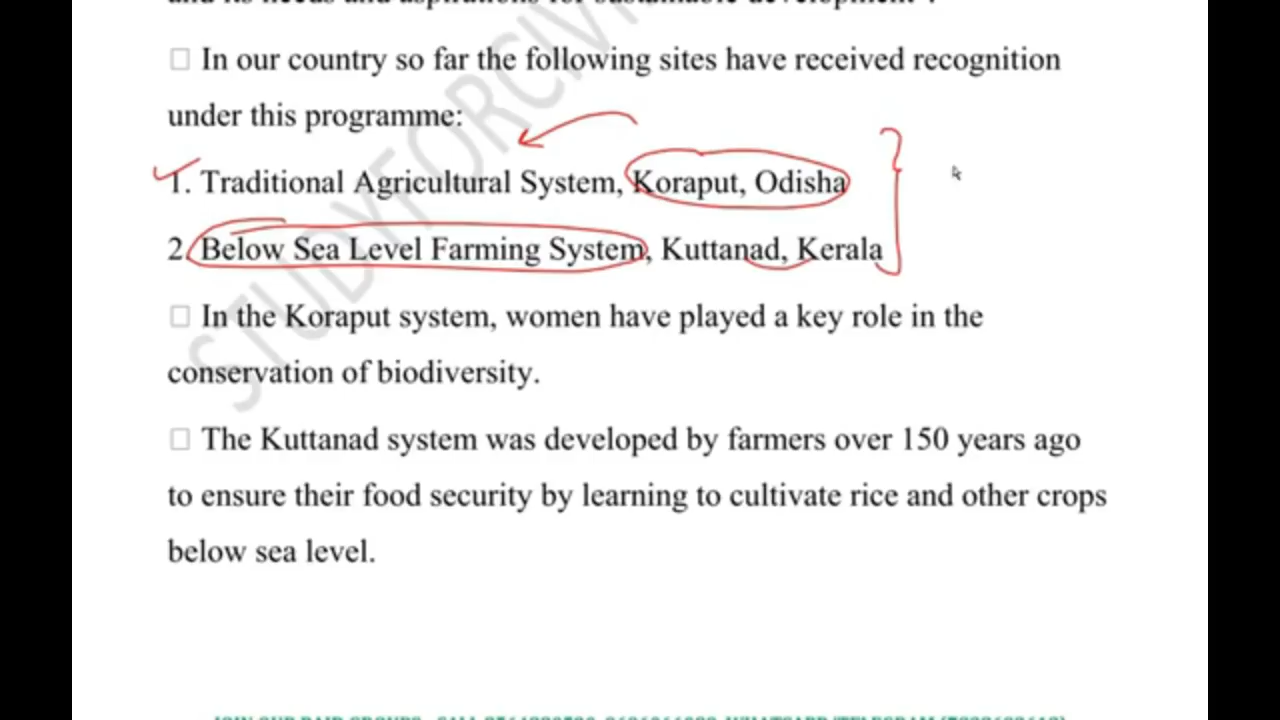 In our country so far the following sites have received recognition
under this programme:
1. Traditional Agricultural System, Koraput, Odisha
2. Below Sea Level Farming System, Kuttanad, Kerala
In the Koraput system, women have played a key role in the
conservation of biodiversity.
The Kuttanad system was developed by farmers over 150 years ago
to ensure their food security by learning to cultivate rice and other crops
below sea level.